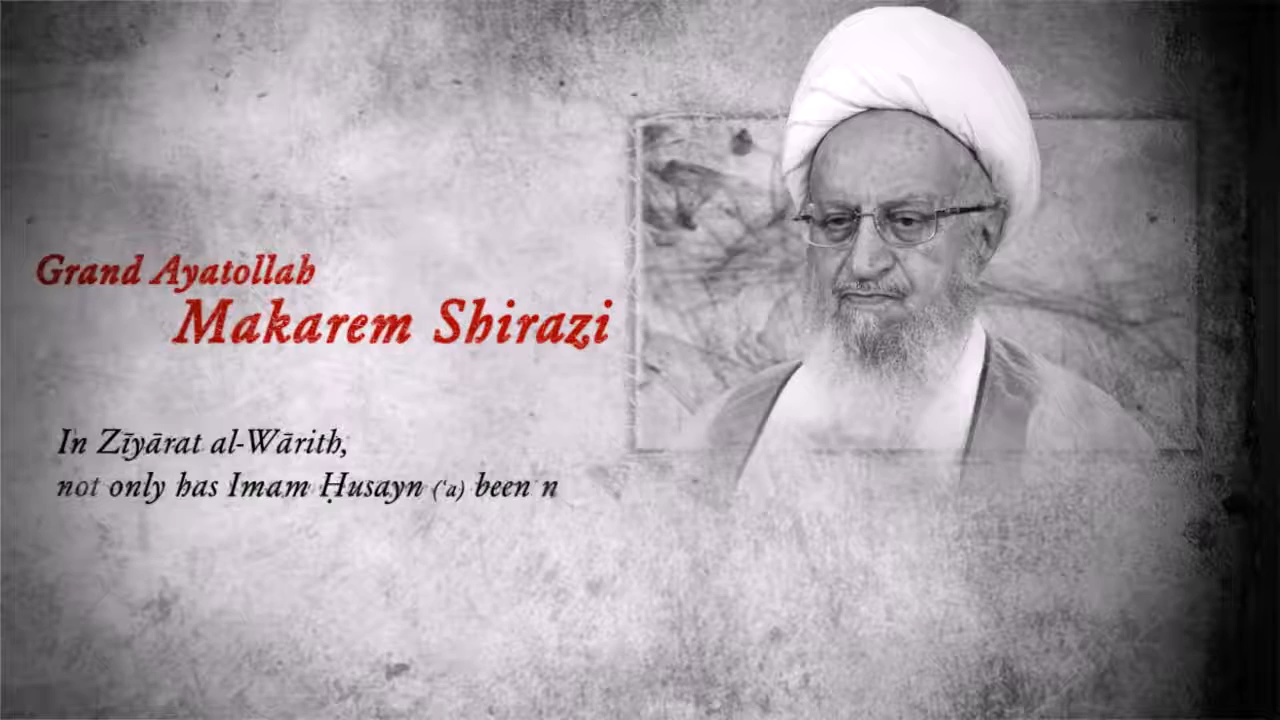 Grand Ayatollah
Makarem Shirazi
In Zīyārat al-Wārith,
not only has Imam Ḥusayn (ʿa) been n